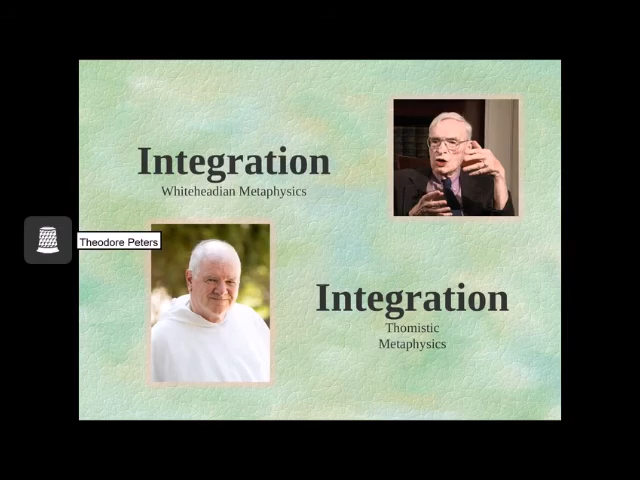 Integration
Whiteheadian Metaphysics
Theodore Peters
Integration
Thomistic
Metaphysics